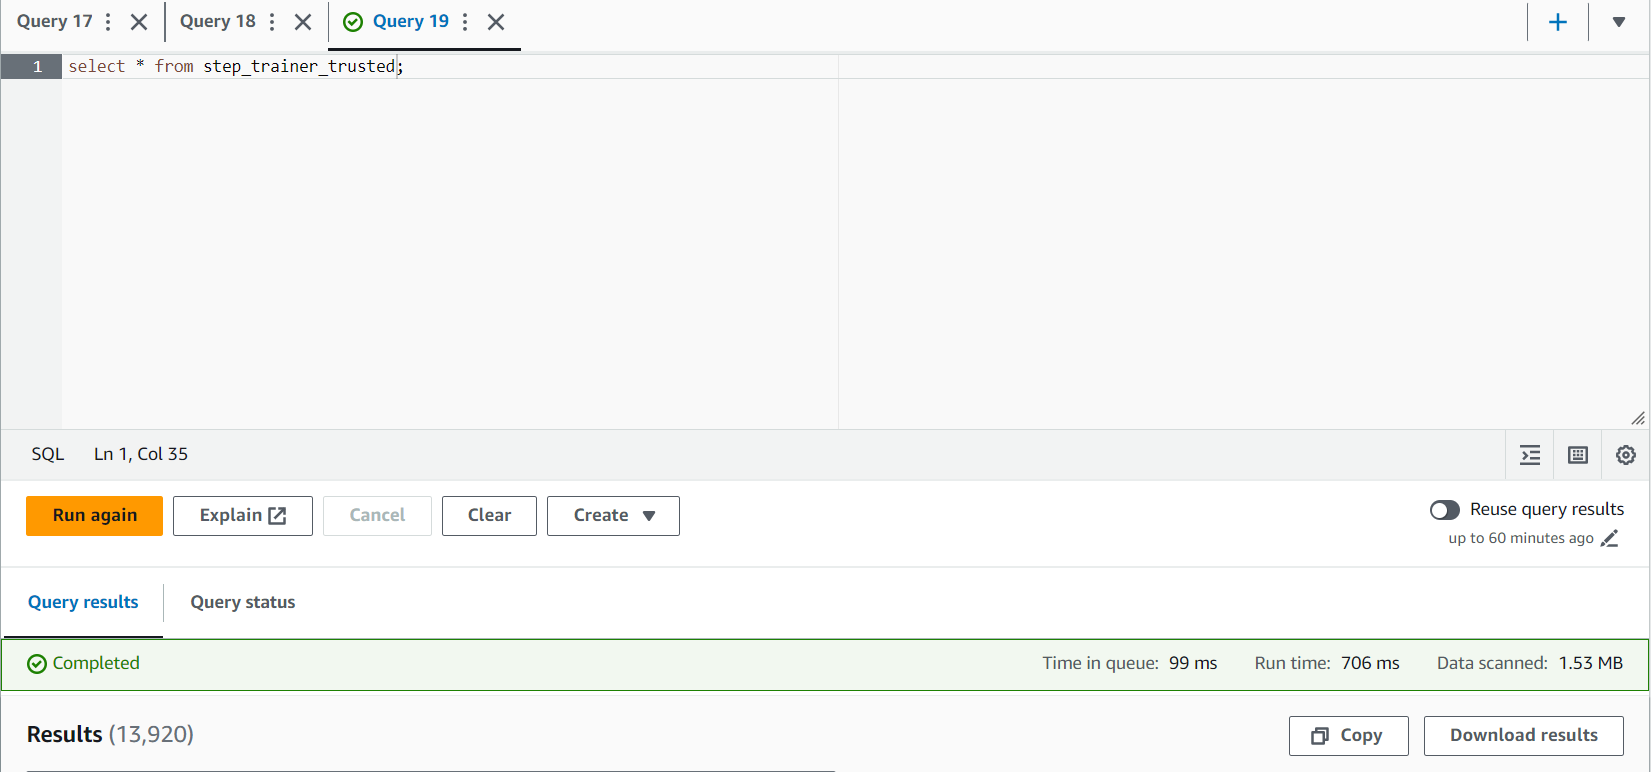 Query 17
Query 18
Query 19
1 select * from step_trainer_trusted;
SQL Ln 1, Col 35
Run again
Explain
Cancel
Clear
Create
Reuse query results
up to 60 minutes ago
Query results
Query status
Completed
Time in queue: 99 ms
Run time: 706 ms
Data scanned: 1.53 MB
Results (13,920)
Copy
Download results